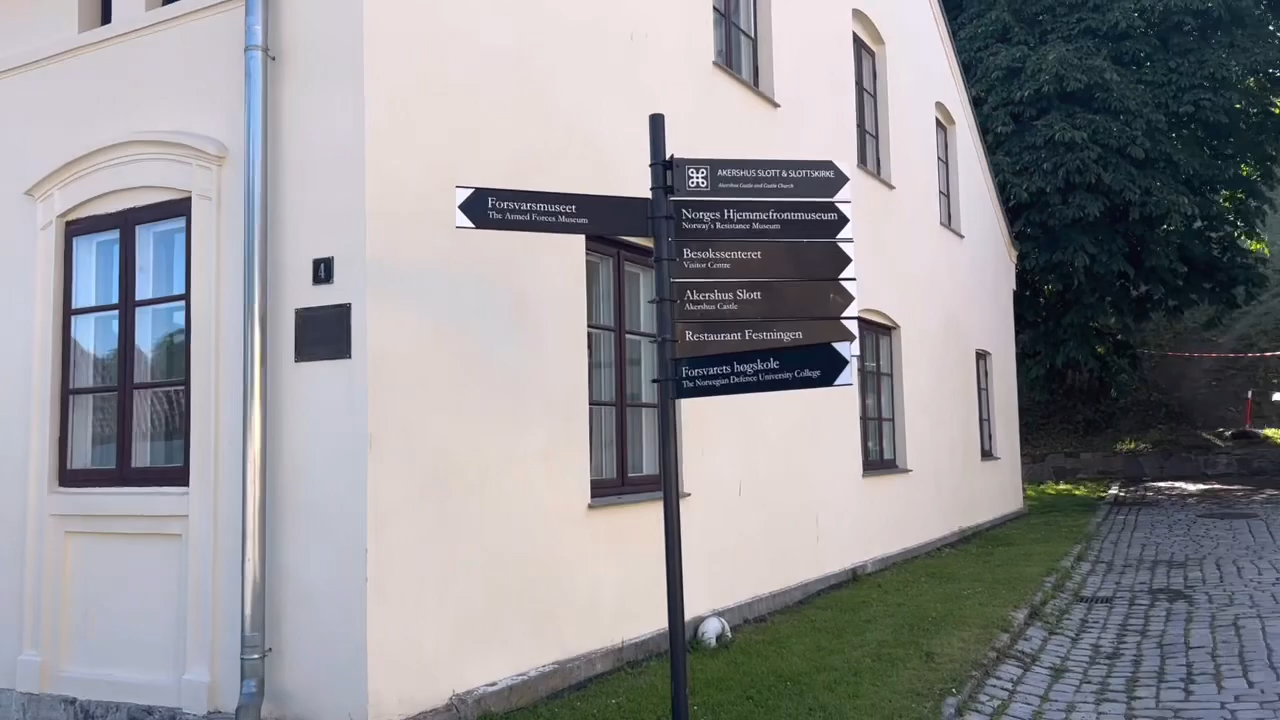 AKERSHUS SLOTT & SLOTTSKIRKE
Akershus Castle and Castle Church
Forsvarsmuseet
The Armed Forces Museum
Norges Hjemmefrontmuseum
Norway's Resistance Museum
Besøkssenteret
Visitor Centre
Akershus Slott
Akershus Castle
Restaurant Festningen
Forsvarets høgskole
The Norwegian Defence University College
4